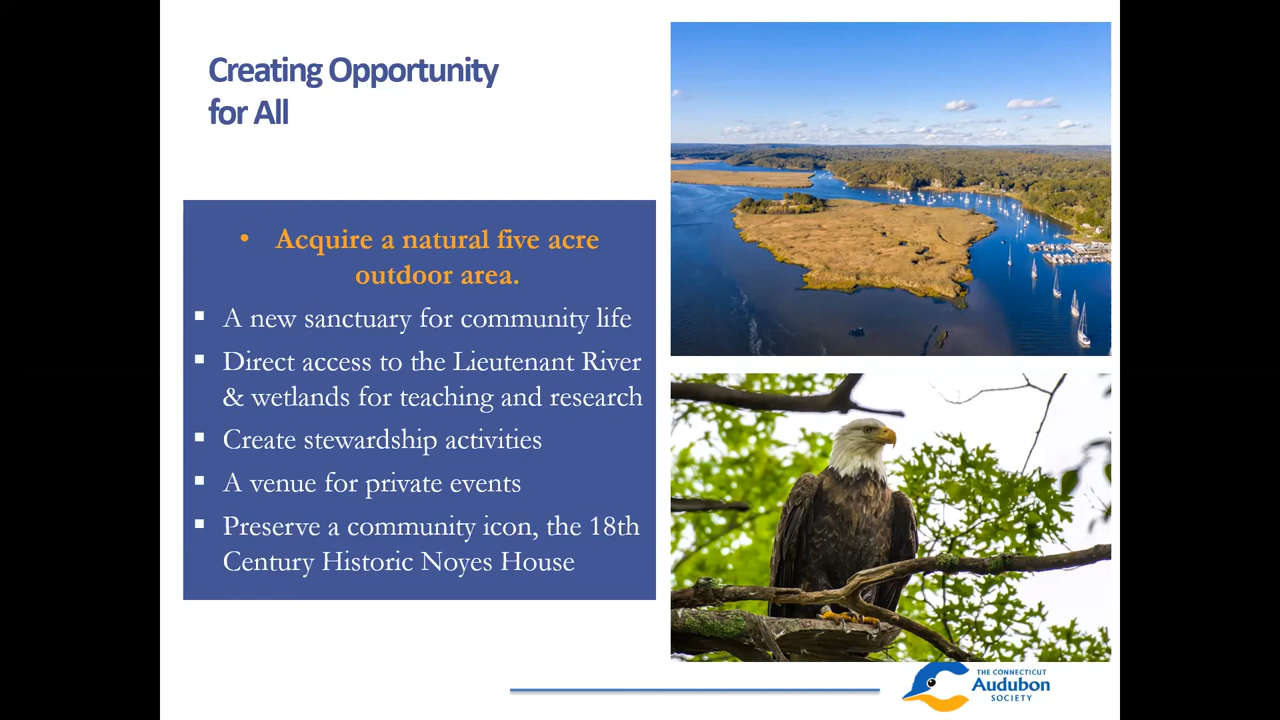 Creating Opportunity
for All
• Acquire a natural five acre
outdoor area.
▪ A new sanctuary for community life
▪ Direct access to the Lieutenant River
& wetlands for teaching and research
▪ Create stewardship activities
▪ A venue for private events
▪ Preserve a community icon, the 18th
Century Historic Noyes House
THE CONNECTICUT
Audubon
SOCIETY